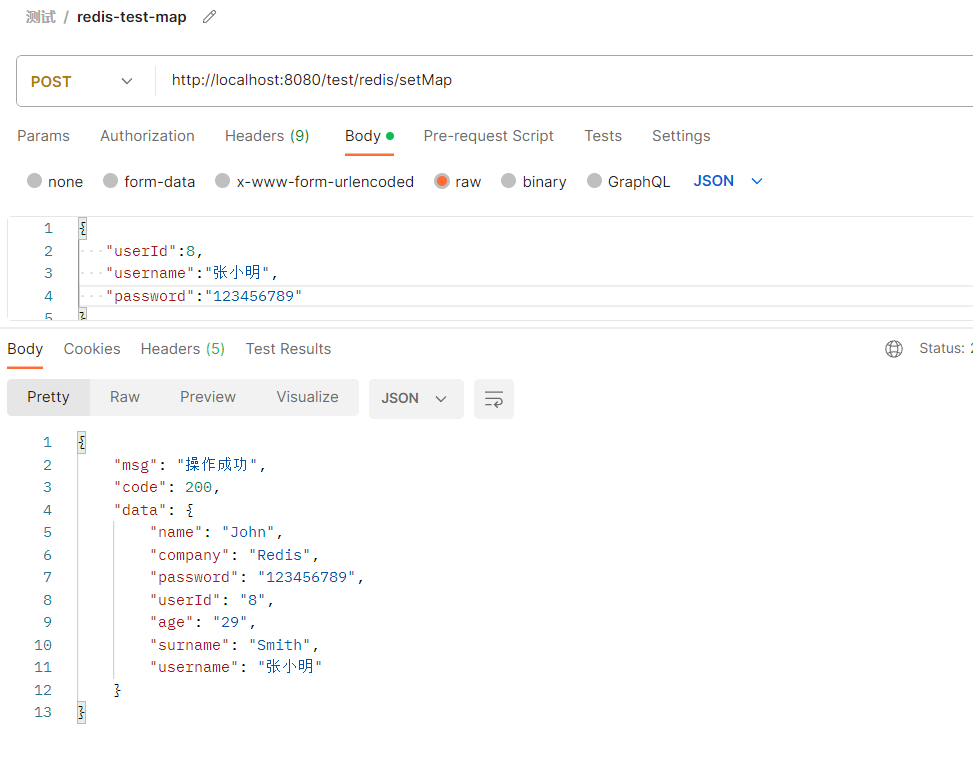 测试 / redis-test-map
POST http://localhost:8080/test/redis/setMap
Params Authorization Headers (9) Body Pre-request Script Tests Settings
none form-data x-www-form-urlencoded raw binary GraphQL JSON
1 {
2 "userId":8,
3 "username":"张小明",
4 "password":"123456789"
5 }
Body Cookies Headers (5) Test Results Status: 2
Pretty Raw Preview Visualize JSON
1 {
2 "msg": "操作成功",
3 "code": 200,
4 "data": {
5 "name": "John",
6 "company": "Redis",
7 "password": "123456789",
8 "userId": "8",
9 "age": "29",
10 "surname": "Smith",
11 "username": "张小明"
12 }
13 }